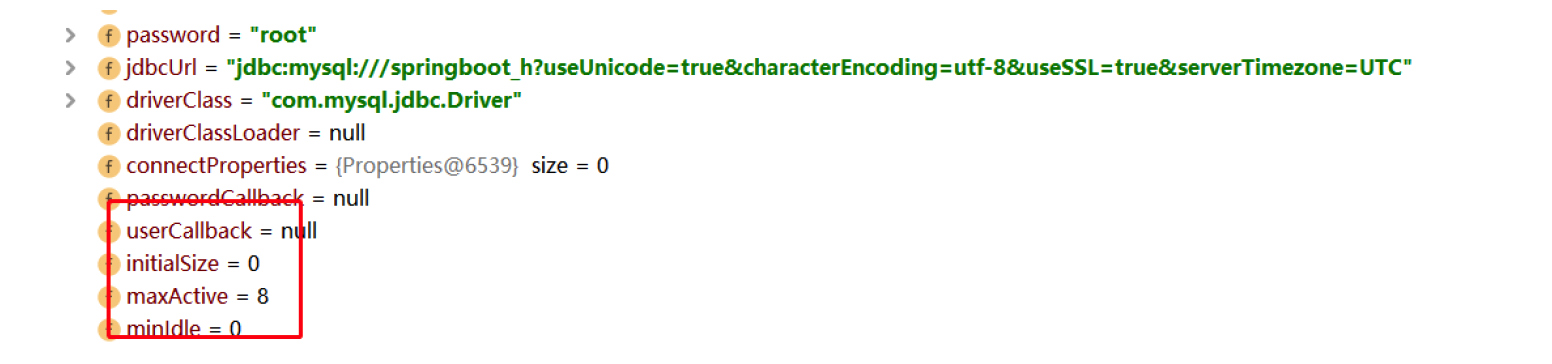 password = "root"
jdbcUrl = "jdbc:mysql:///springboot_h?useUnicode=true&characterEncoding=utf-8&useSSL=true&serverTimezone=UTC"
driverClass = "com.mysql.jdbc.Driver"
driverClassLoader = null
connectProperties = {Properties@6539} size = 0
passwordCallback = null
userCallback = null
initialSize = 0
maxActive = 8
minIdle = 0